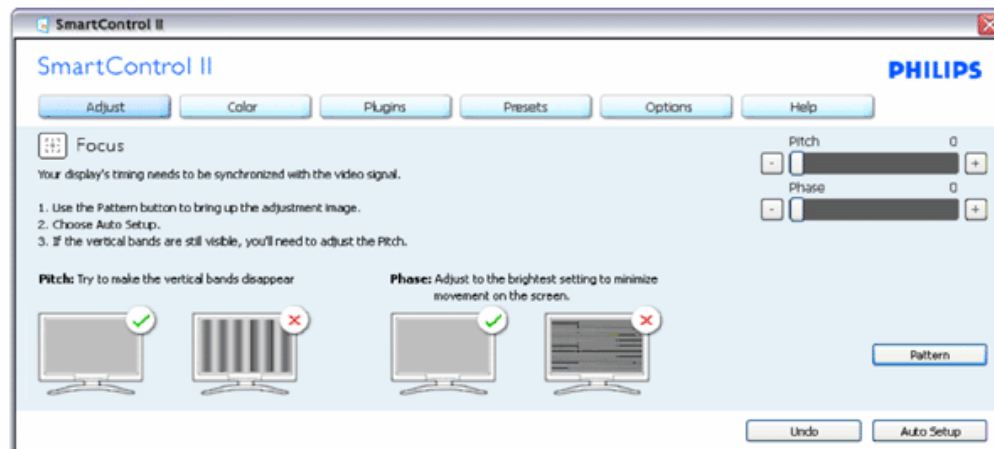 SmartControl II
SmartControl II
PHILIPS
Adjust Color Plugins Presets Options Help
Focus
Your display's timing needs to be synchronized with the video signal.
1. Use the Pattern button to bring up the adjustment image.
2. Choose Auto Setup.
3. If the vertical bands are still visible, you'll need to adjust the Pitch.
Pitch 0
- +
Phase 0
- +
Pitch: Try to make the vertical bands disappear
Phase: Adjust to the brightest setting to minimize
movement on the screen.
Pattern
Undo Auto Setup